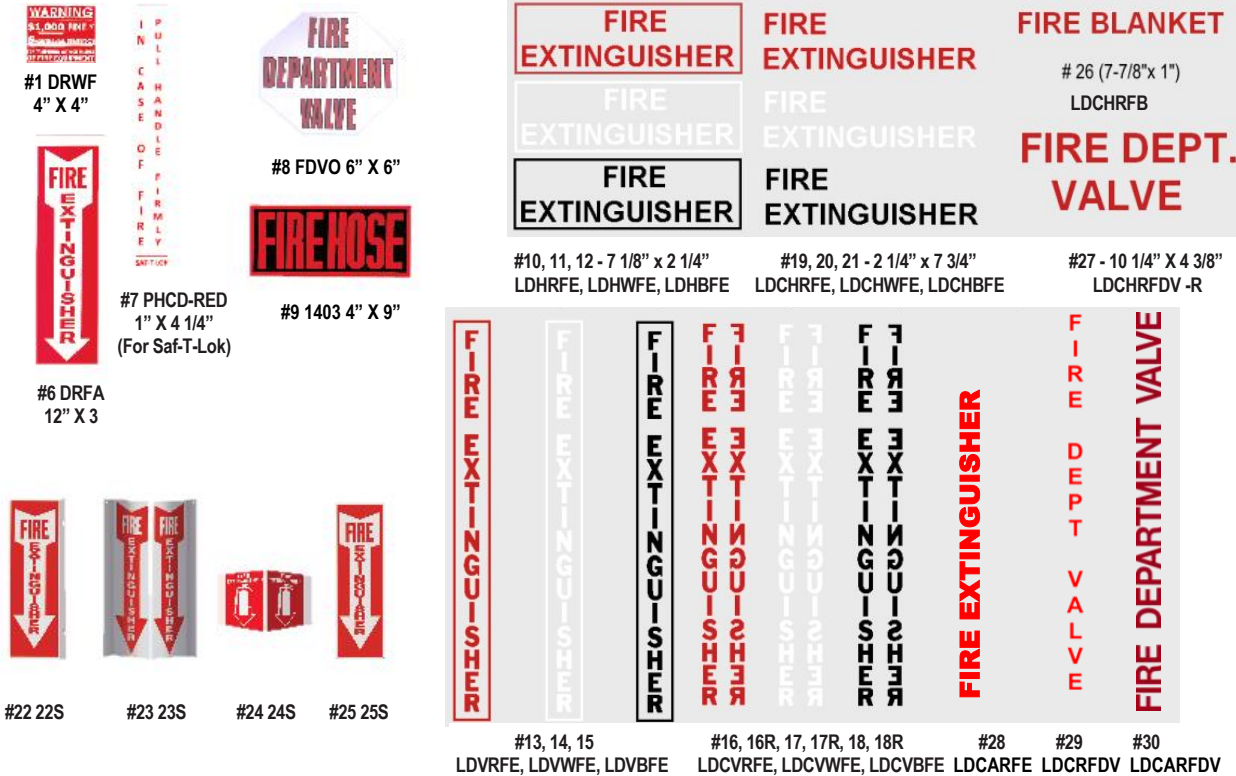 WARNING
$1,000 FINE
#1 DRWF
4” X 4”
IN CASE OF FIRE
PULL HANDLE FIRMLY
SAF-T-LOK
#7 PHCD-RED
1” X 4 1/4”
(For Saf-T-Lok)
FIRE
EXTINGUISHER
#6 DRFA
12” X 3
FIRE
DEPARTMENT
VALVE
#8 FDVO 6” X 6”
FIRE HOSE
#9 1403 4” X 9”
FIRE
EXTINGUISHER
FIRE
EXTINGUISHER
FIRE
EXTINGUISHER
#10, 11, 12 - 7 1/8” x 2 1/4”
LDHRFE, LDHWFE, LDHBFE
FIRE
EXTINGUISHER
FIRE
EXTINGUISHER
FIRE
EXTINGUISHER
#19, 20, 21 - 2 1/4” x 7 3/4”
LDCHRFE, LDCHWFE, LDCHBFE
FIRE BLANKET
# 26 (7-7/8"x 1")
LDCHRFB
FIRE DEPT.
VALVE
#27 - 10 1/4” X 4 3/8”
LDCHRFDV -R
FIRE
EXTINGUISHER
#22 22S
FIRE
EXTINGUISHER
FIRE
EXTINGUISHER
#23 23S
#24 24S
FIRE
EXTINGUISHER
#25 25S
FIRE EXTINGUISHER
FIRE EXTINGUISHER
FIRE EXTINGUISHER
#13, 14, 15
LDVRFE, LDVWFE, LDVBFE
FIRE EXTINGUISHER
FIRE EXTINGUISHER
FIRE EXTINGUISHER
FIRE EXTINGUISHER
FIRE EXTINGUISHER
FIRE EXTINGUISHER
#16, 16R, 17, 17R, 18, 18R
LDCVRFE, LDCVWFE, LDCVBFE
FIRE EXTINGUISHER
#28
LDCARFE
FIRE DEPT VALVE
#29
LDCRFDV
FIRE DEPARTMENT VALVE
#30
LDCARFDV